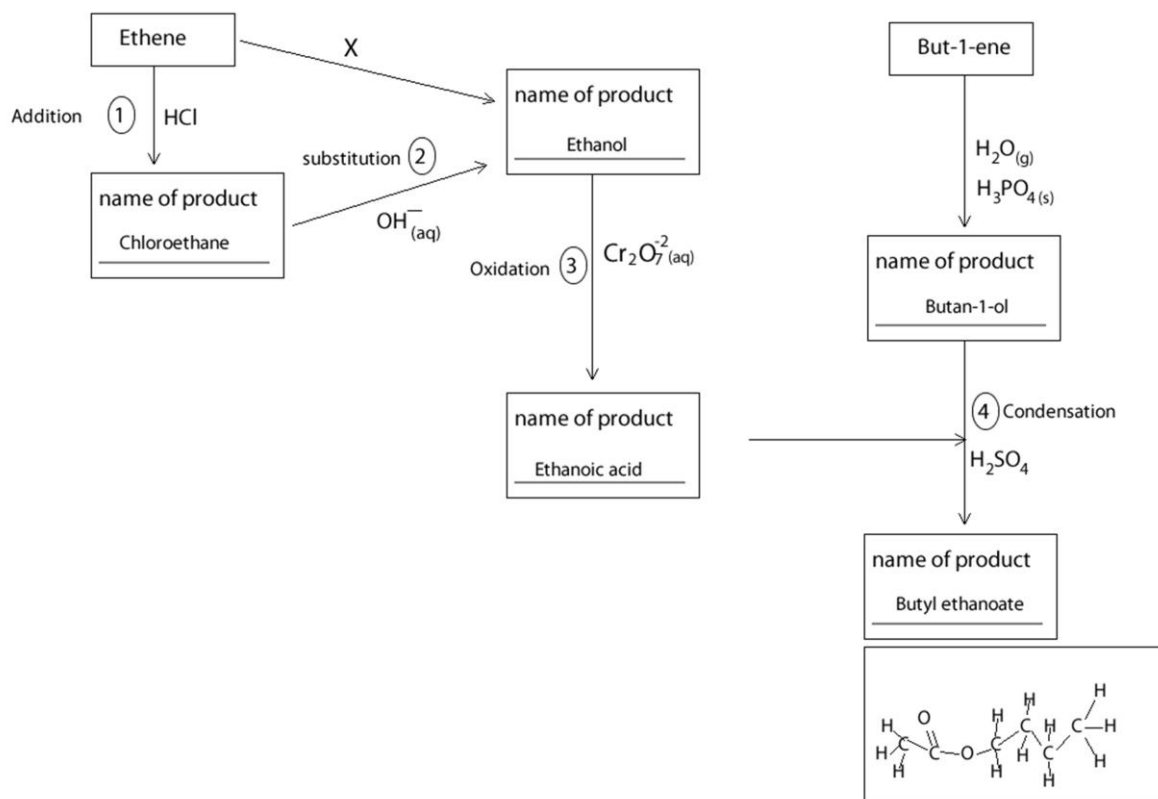 Ethene
X
Addition ① HCl
name of product
Chloroethane
substitution ②
OH⁻(aq)
name of product
Ethanol
Oxidation ③ Cr₂O₇⁻²(aq)
name of product
Ethanoic acid
But-1-ene
H₂O(g)
H₃PO₄(s)
name of product
Butan-1-ol
④ Condensation
H₂SO₄
name of product
Butyl ethanoate
H
O H H
H H H
H C C H C H
H C O C H C
H H H H